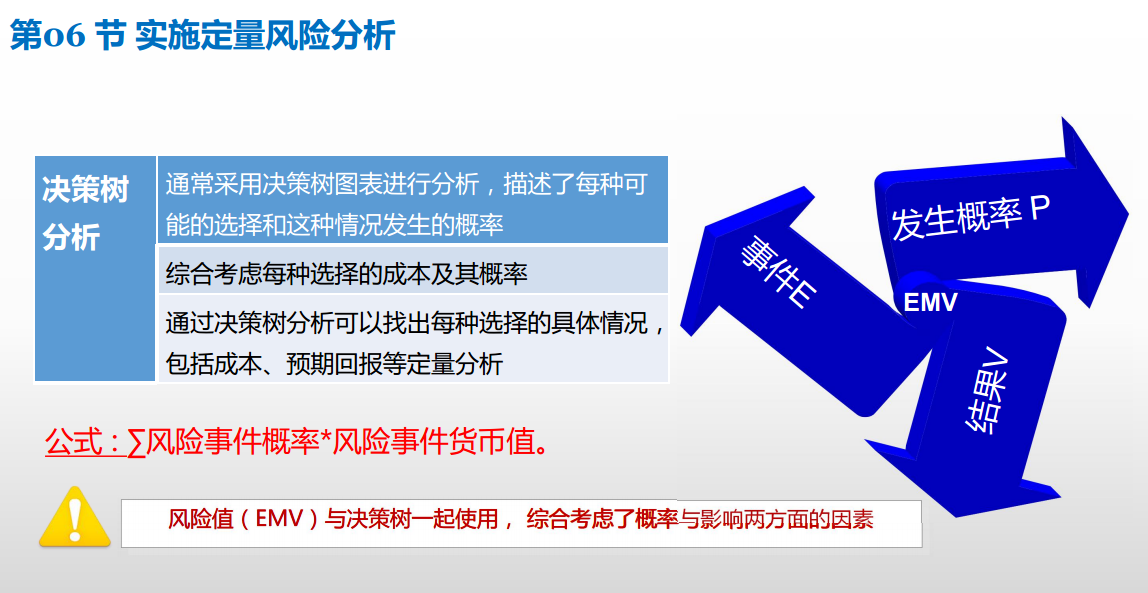 第06 节 实施定量风险分析
决策树
分析
通常采用决策树图表进行分析，描述了每种可
能的选择和这种情况发生的概率
综合考虑每种选择的成本及其概率
通过决策树分析可以找出每种选择的具体情况，
包括成本、预期回报等定量分析
公式：∑风险事件概率*风险事件货币值。
风险值（EMV）与决策树一起使用， 综合考虑了概率与影响两方面的因素
发生概率 P
事件E
EMV
结果V